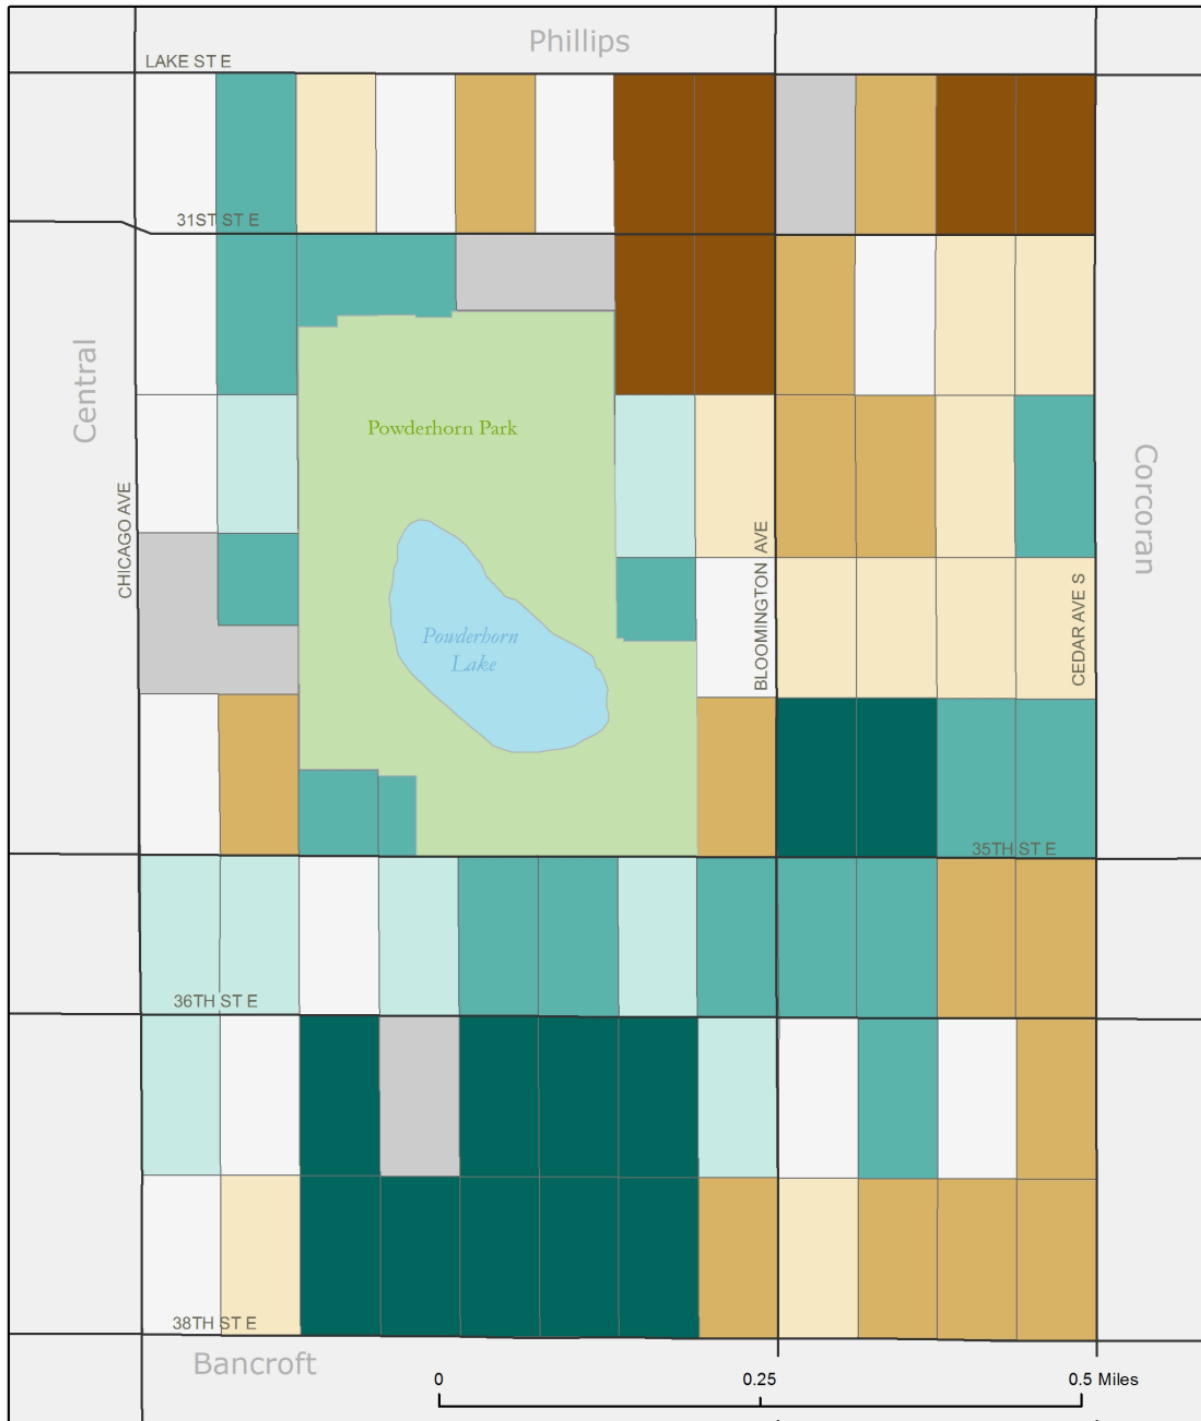 Phillips
LAKE ST E
31ST ST E
Central
Powderhorn Park
Corcoran
CHICAGO AVE
BLOOMINGTON AVE
CEDAR AVE S
Powderhorn
Lake
35TH ST E
36TH ST E
38TH ST E
Bancroft
0 0.25 0.5 Miles